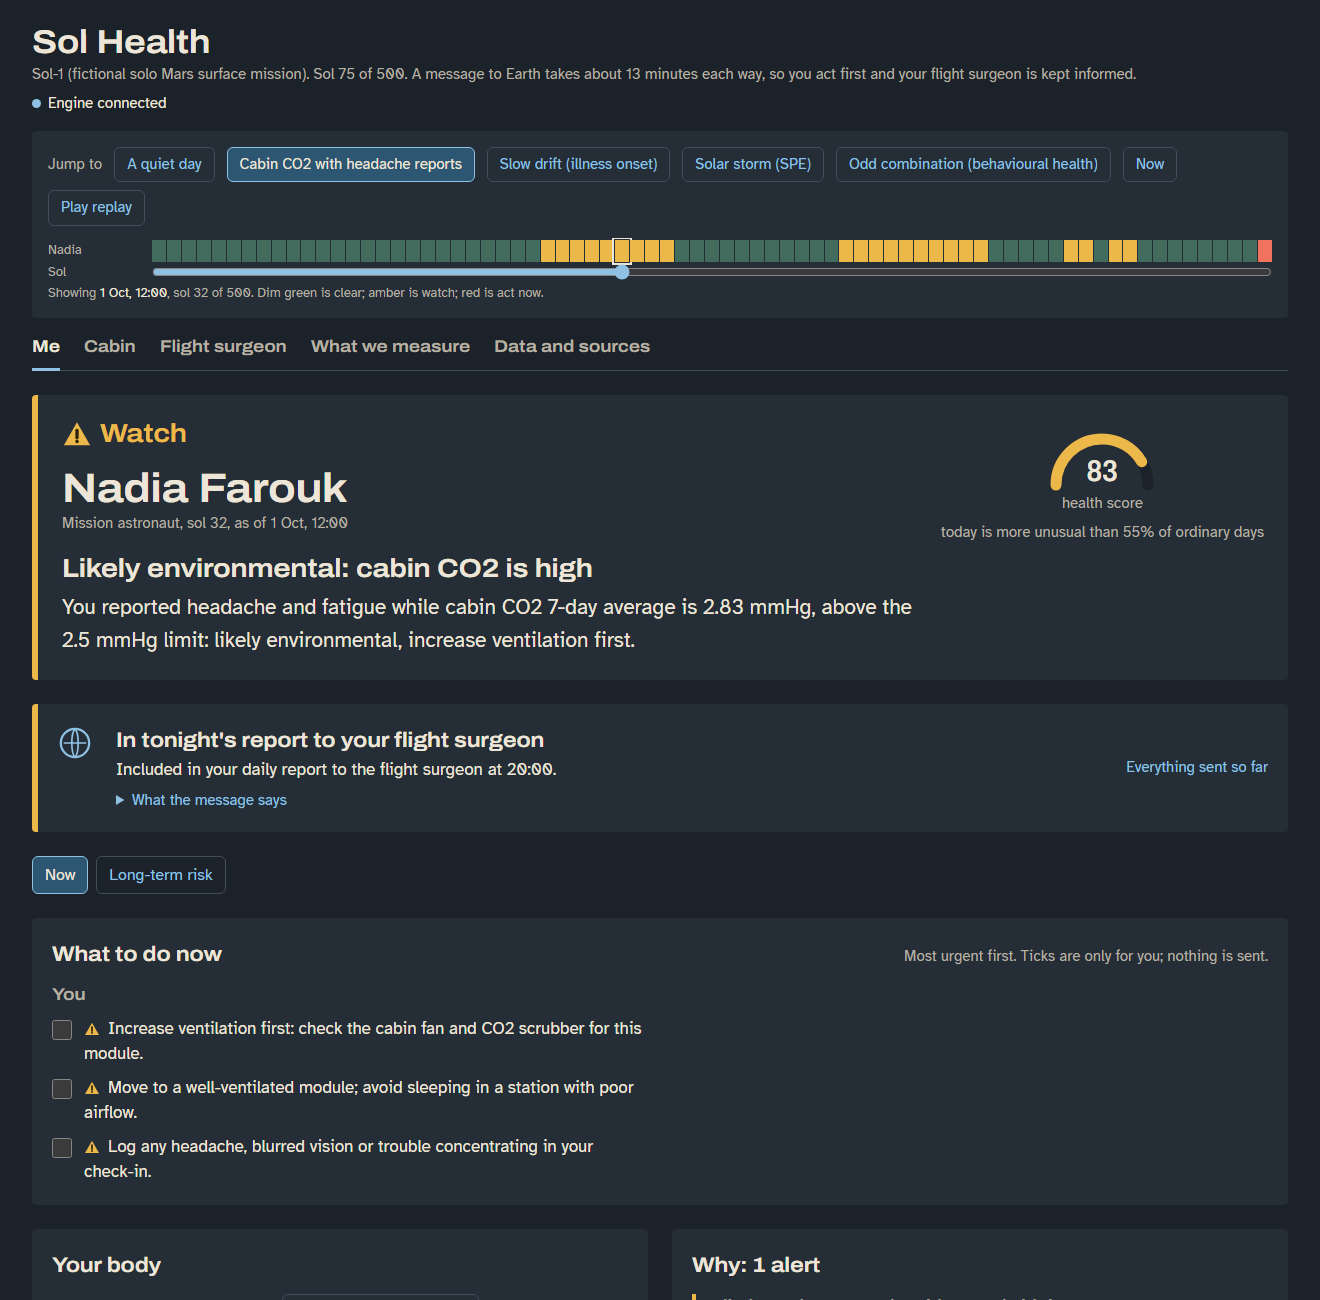 Sol Health
Sol-1 (fictional solo Mars surface mission). Sol 75 of 500. A message to Earth takes about 13 minutes each way, so you act first and your flight surgeon is kept informed.
Engine connected
Jump to
A quiet day
Cabin CO2 with headache reports
Slow drift (illness onset)
Solar storm (SPE)
Odd combination (behavioural health)
Now
Play replay
Nadia
Sol
Showing 1 Oct, 12:00, sol 32 of 500. Dim green is clear; amber is watch; red is act now.
Me
Cabin
Flight surgeon
What we measure
Data and sources
Watch
Nadia Farouk
Mission astronaut, sol 32, as of 1 Oct, 12:00
83
health score
today is more unusual than 55% of ordinary days
Likely environmental: cabin CO2 is high
You reported headache and fatigue while cabin CO2 7-day average is 2.83 mmHg, above the
2.5 mmHg limit: likely environmental, increase ventilation first.
In tonight's report to your flight surgeon
Included in your daily report to the flight surgeon at 20:00.
What the message says
Everything sent so far
Now
Long-term risk
What to do now
Most urgent first. Ticks are only for you; nothing is sent.
You
Increase ventilation first: check the cabin fan and CO2 scrubber for this
module.
Move to a well-ventilated module; avoid sleeping in a station with poor
airflow.
Log any headache, blurred vision or trouble concentrating in your
check-in.
Your body
Why: 1 alert